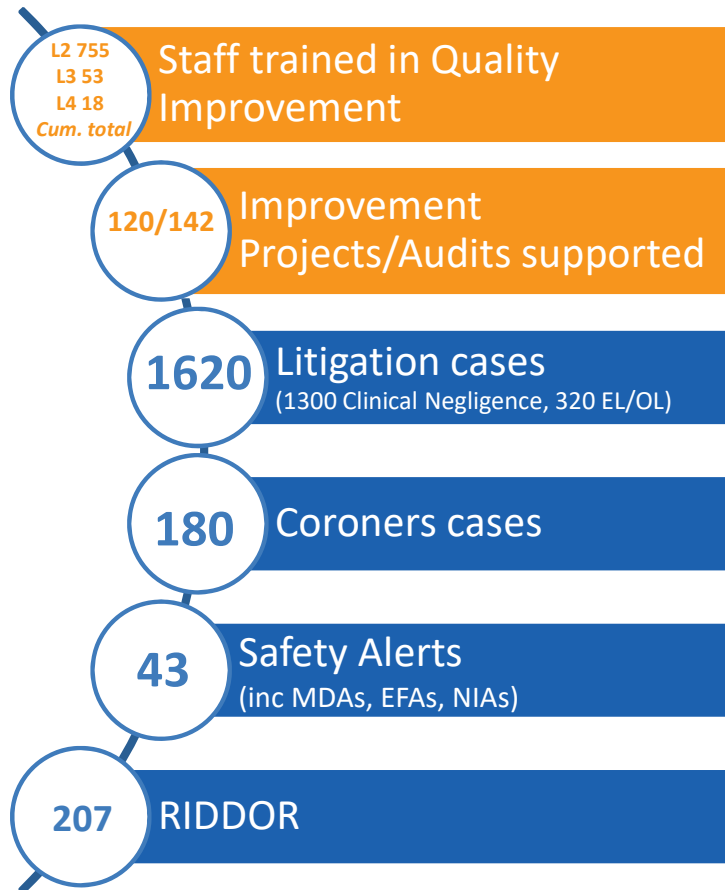 L2 755
L3 53
L4 18
Cum. total
Staff trained in Quality
Improvement
120/142
Improvement
Projects/Audits supported
1620
Litigation cases
(1300 Clinical Negligence, 320 EL/OL)
180
Coroners cases
43
Safety Alerts
(inc MDAs, EFAs, NIAs)
207
RIDDOR